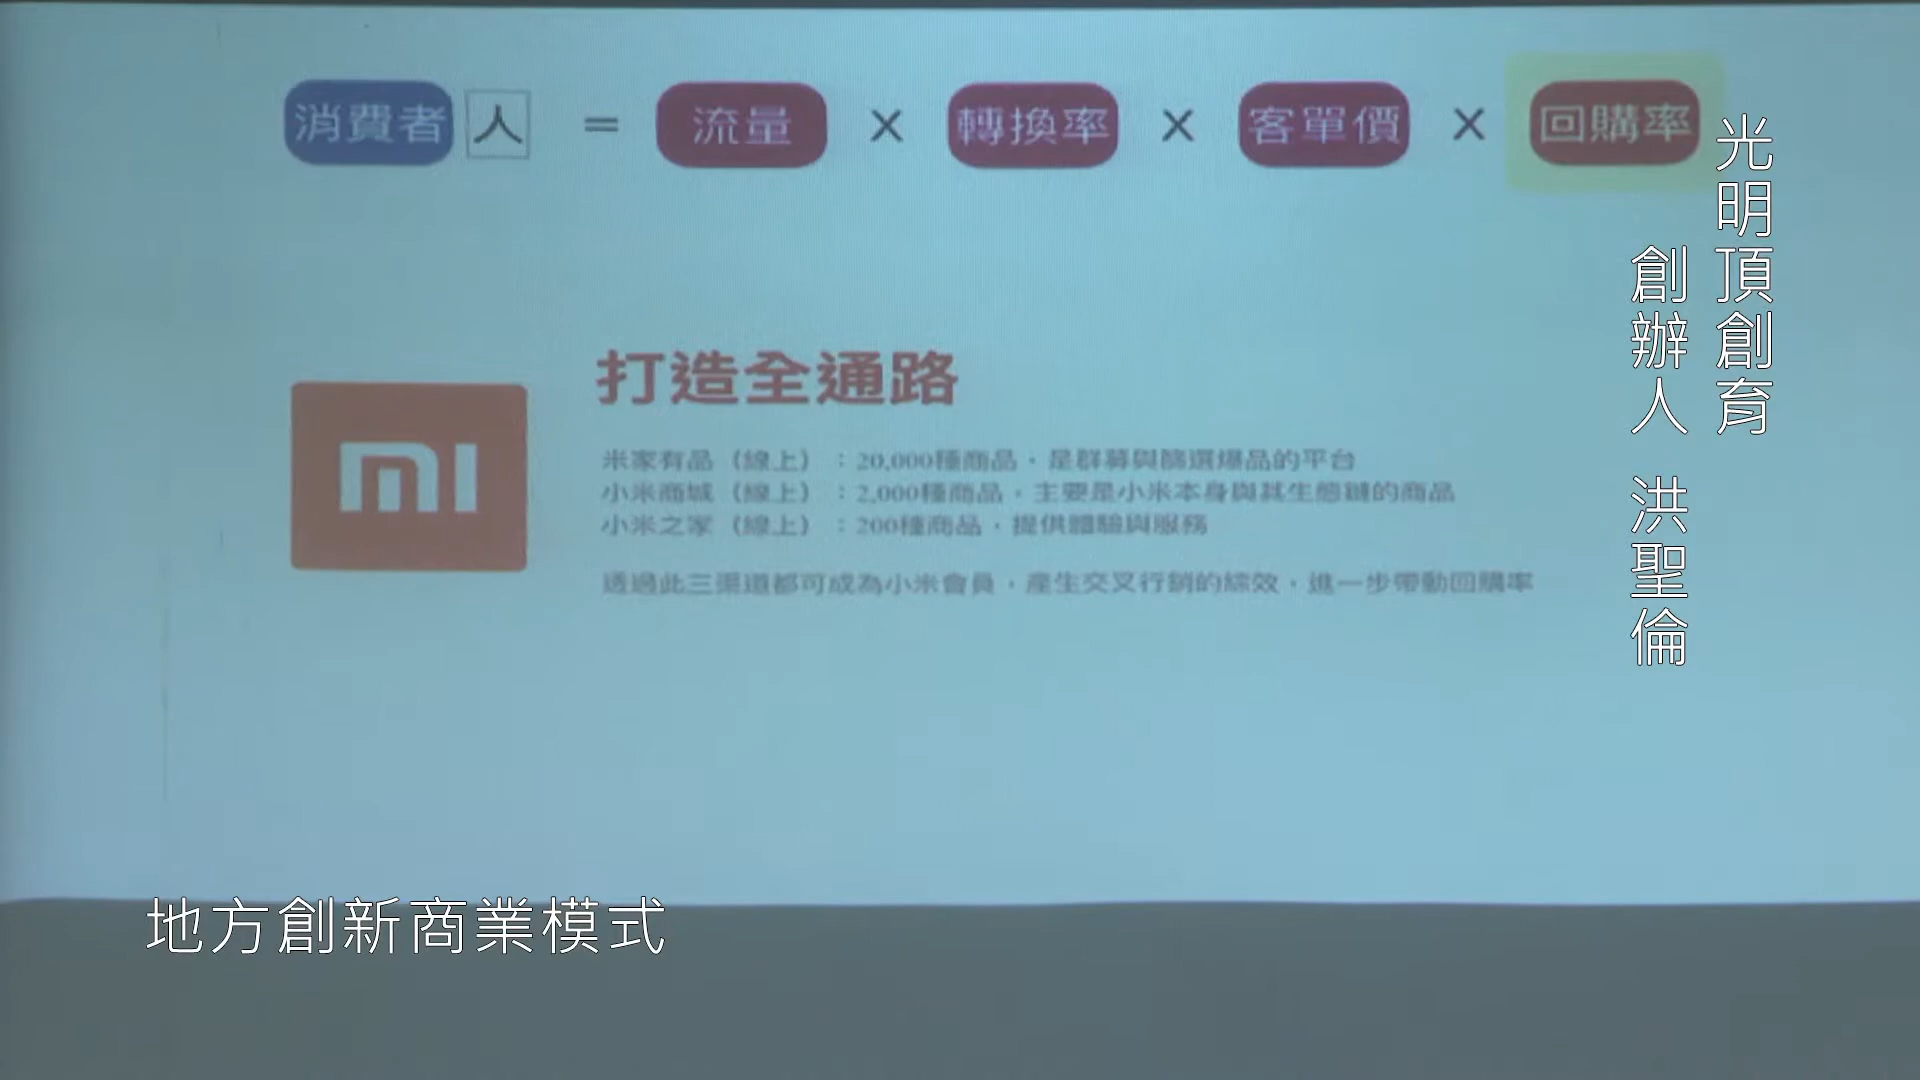 消費者 人 = 流量 × 轉換率 × 客單價 × 回購率
打造全通路
mi
米家有品（線上）：20,000種商品，是群募與篩選爆品的平台
小米商城（線上）：2,000種商品，主要是小米本身與其生態鏈的商品
小米之家（線上）：200種商品，提供體驗與服務
透過此三渠道都可成為小米會員，產生交叉行銷的綜效，進一步帶動回購率
光明頂創育
創辦人 洪聖倫
地方創新商業模式